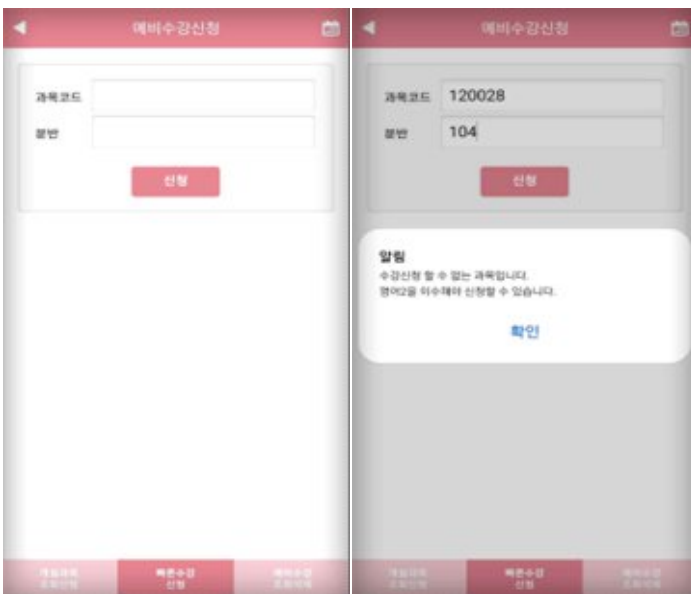 예비수강신청
과목코드
분반
신청
빠른수강
신청
예비수강신청
과목코드 120028
분반 104
신청
알림
수강신청 할 수 없는 과목입니다.
영어2을 이수해야 신청할 수 있습니다.
확인
빠른수강
신청